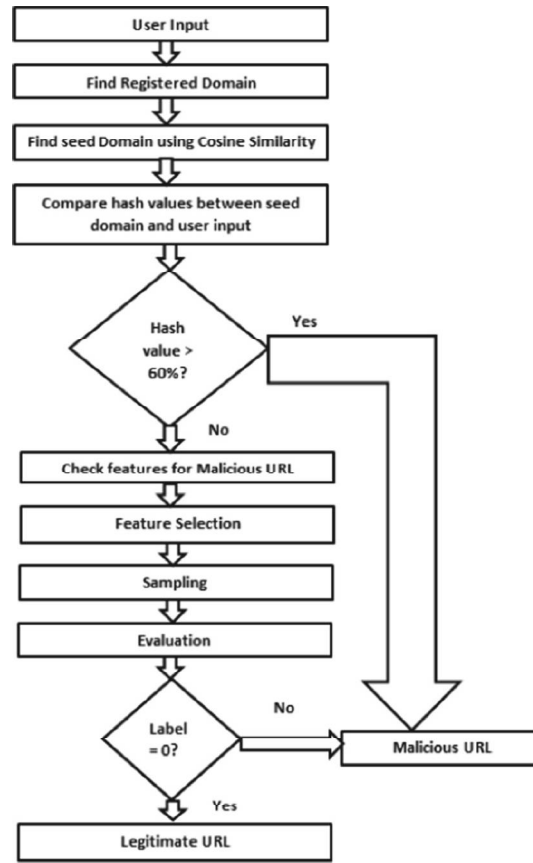 User Input
Find Registered Domain
Find seed Domain using Cosine Similarity
Compare hash values between seed
domain and user input
Hash
value >
60%?
Yes
No
Check features for Malicious URL
Feature Selection
Sampling
Evaluation
Label
= 0?
No
Malicious URL
Yes
Legitimate URL